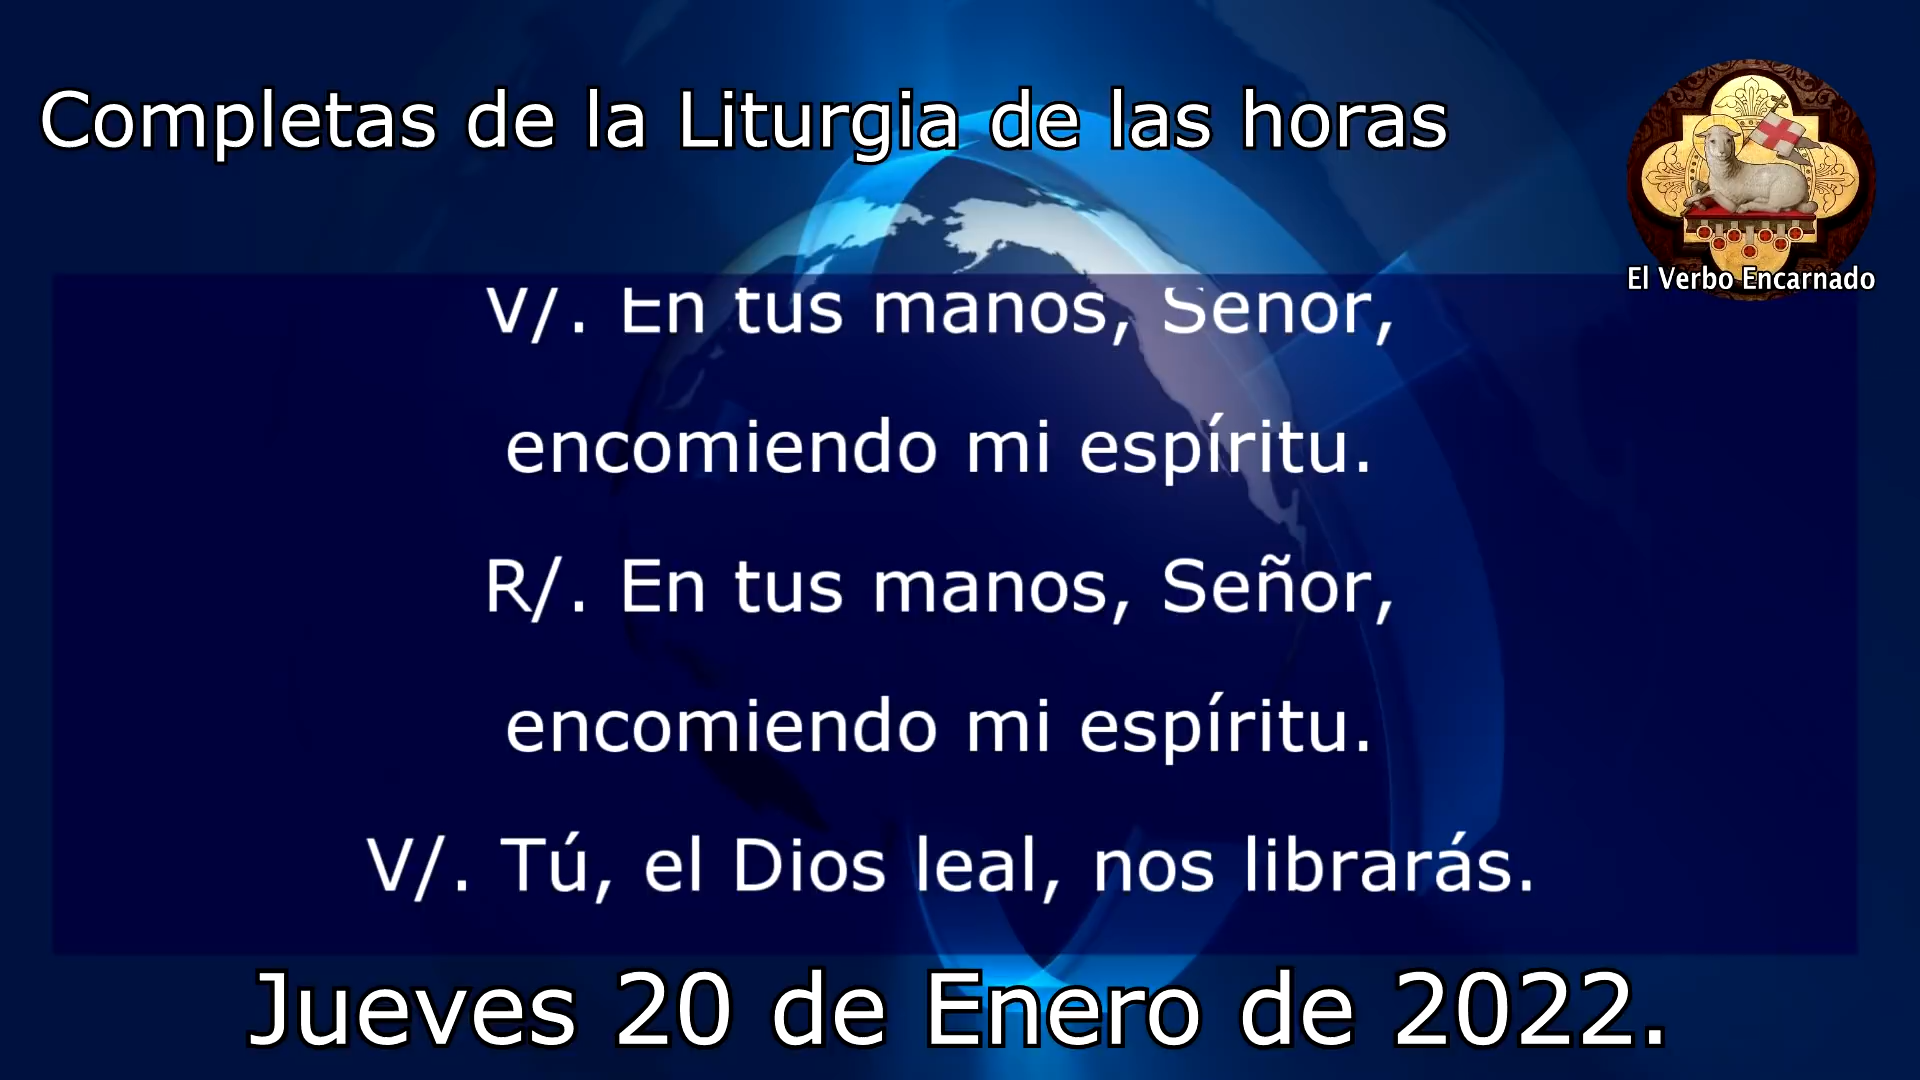 Completas de la Liturgia de las horas
El Verbo Encarnado
V/. En tus manos, Señor,
encomiendo mi espíritu.
R/. En tus manos, Señor,
encomiendo mi espíritu.
V/. Tú, el Dios leal, nos librarás.
Jueves 20 de Enero de 2022.